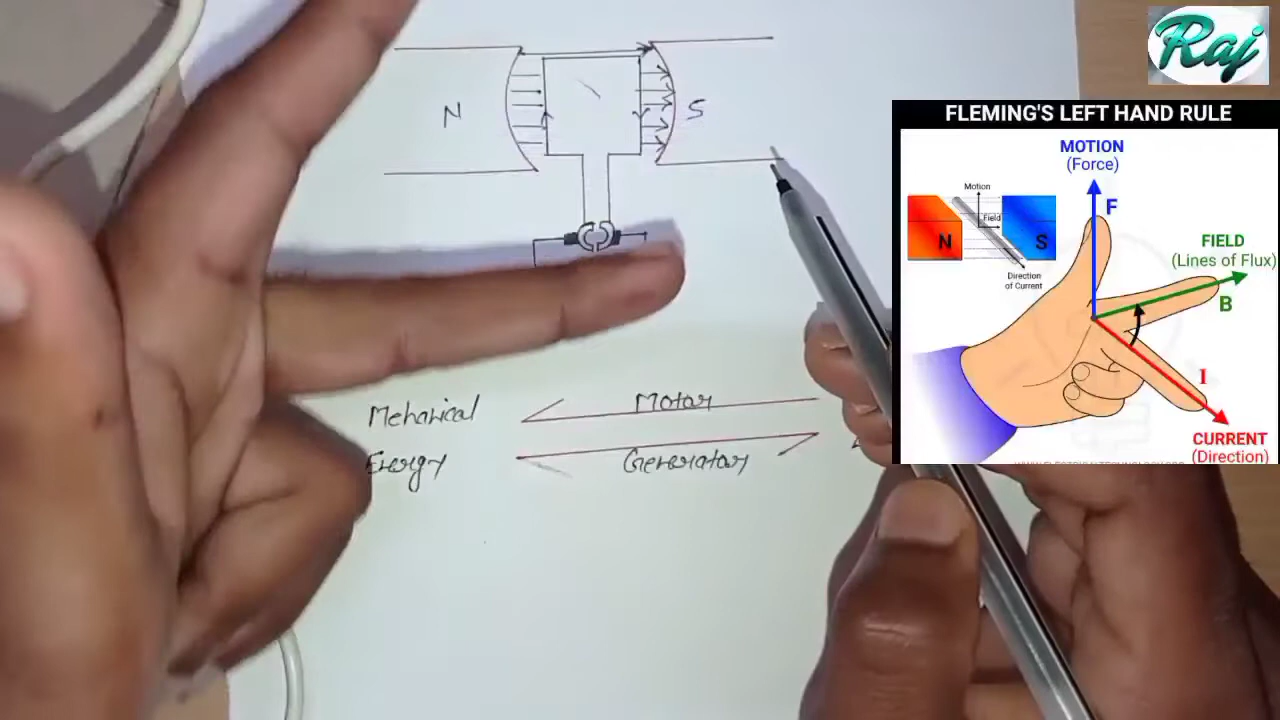 Raj
FLEMING'S LEFT HAND RULE
MOTION
(Force)
F
Motion
Field
N
S
Direction
of Current
FIELD
(Lines of Flux)
B
I
CURRENT
(Direction)
N
S
Mehanical
Energy
Motor
Generator